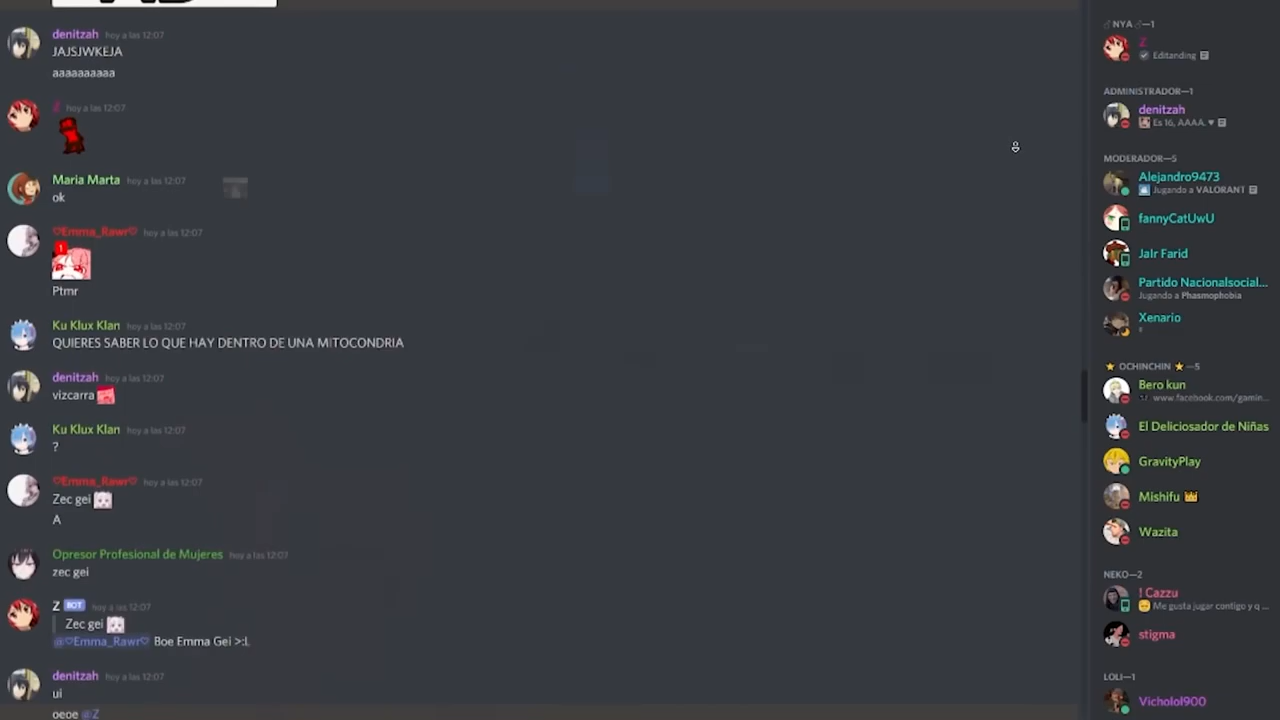 denitzah hoy a las 12:07
JAJSJWKEJA
aaaaaaaaaa
hoy a las 12:07
Maria Marta hoy a las 12:07
ok
♡Emma_Rawr♡ hoy a las 12:07
Ptmr
Ku Klux Klan hoy a las 12:07
QUIERES SABER LO QUE HAY DENTRO DE UNA MITOCONDRIA
denitzah hoy a las 12:07
vizcarra
Ku Klux Klan hoy a las 12:07
?
♡Emma_Rawr♡ hoy a las 12:07
Zec gei
A
Opresor Profesional de Mujeres hoy a las 12:07
zec gei
Z BOT hoy a las 12:07
Zec gei
@♡Emma_Rawr♡ Boe Emma Gei >:L
denitzah hoy a las 12:07
ui
oeoe @Z
NYA—1
Z
Editanding
ADMINISTRADOR—1
denitzah
Es 16, AAAA. ♥
MODERADOR—5
Alejandro9473
Jugando a VALORANT
fannyCatUwU
JaIr Farid
Partido Nacionalsocial...
Jugando a Phasmophobia
Xenario
⭐ OCHINCHIN ⭐—5
Bero kun
www.facebook.com/gamin...
El Deliciosador de Niñas
GravityPlay
Mishifu 👑
Wazita
NEKO—2
! Cazzu
Me gusta jugar contigo y q ...
stigma
LOLI—1
Vicholol900